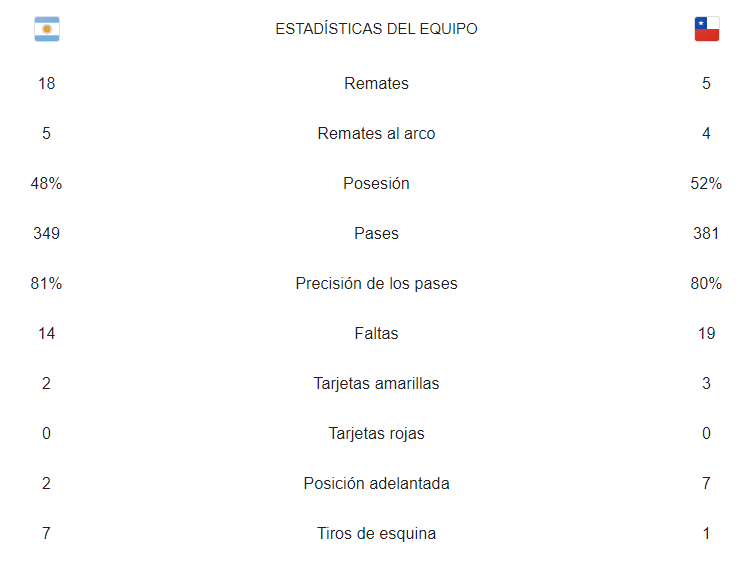 ESTADÍSTICAS DEL EQUIPO
18 Remates 5
5 Remates al arco 4
48% Posesión 52%
349 Pases 381
81% Precisión de los pases 80%
14 Faltas 19
2 Tarjetas amarillas 3
0 Tarjetas rojas 0
2 Posición adelantada 7
7 Tiros de esquina 1